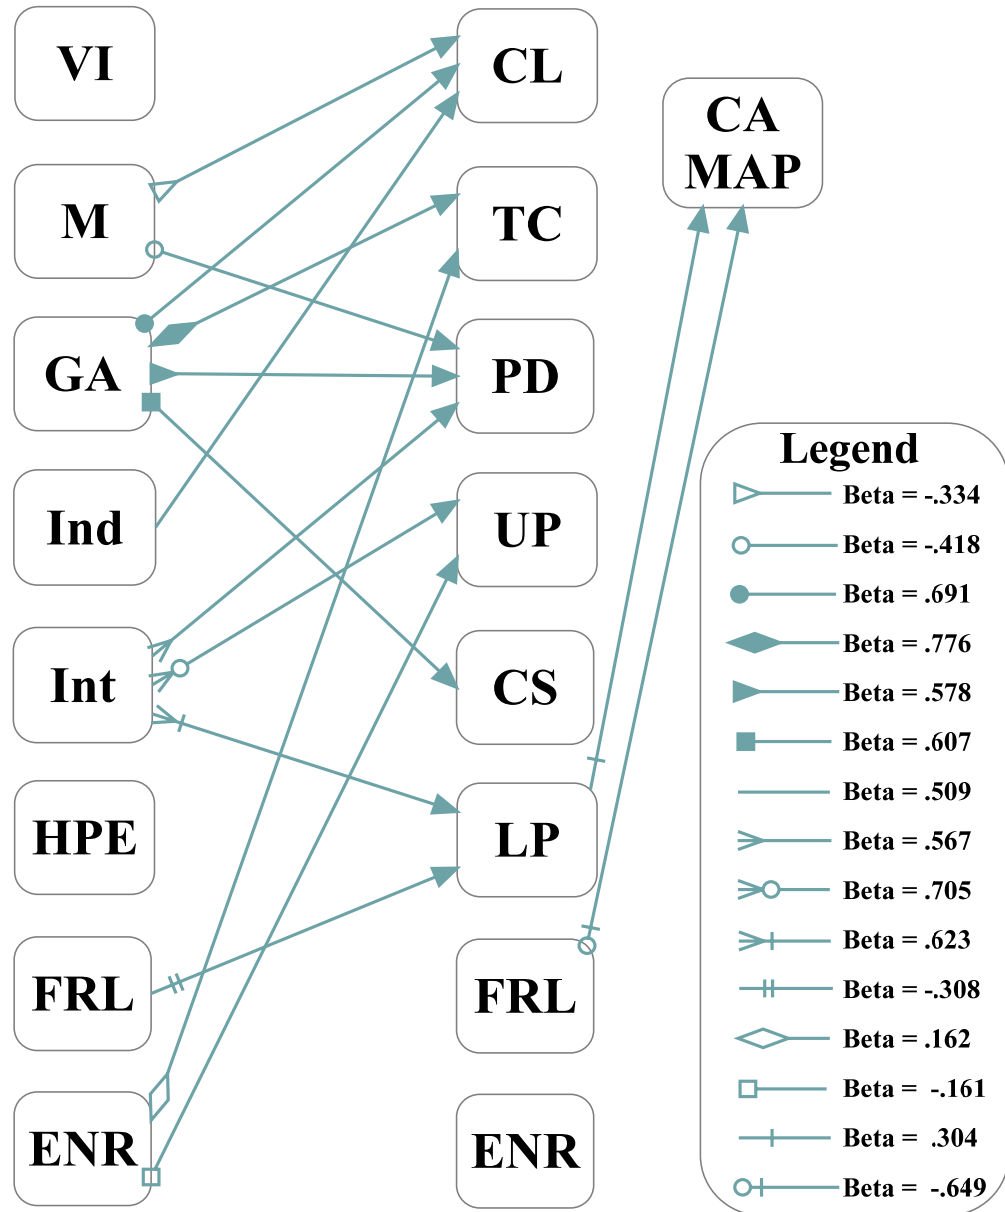 VI
M
GA
Ind
Int
HPE
FRL
ENR
CL
TC
PD
UP
CS
LP
FRL
ENR
CA
MAP
Legend
Beta = -.334
Beta = -.418
Beta = .691
Beta = .776
Beta = .578
Beta = .607
Beta = .509
Beta = .567
Beta = .705
Beta = .623
Beta = -.308
Beta = .162
Beta = -.161
Beta = .304
Beta = -.649